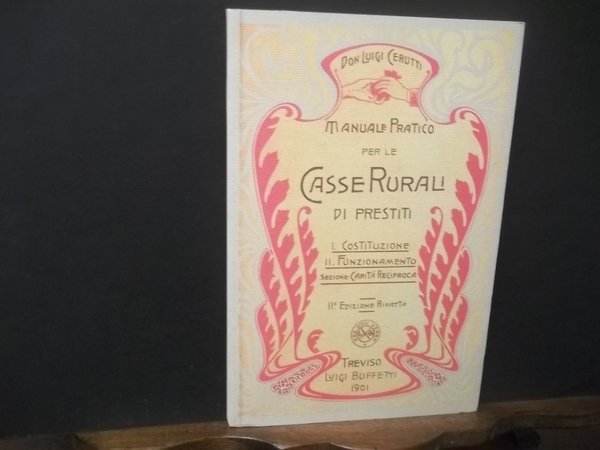 DON LUIGI CERUTTI
MANUALE PRATICO
PER LE
CASSE RURALI
DI PRESTITI
I. COSTITUZIONE
II. FUNZIONAMENTO
SEZIONE-CARITÀ RECIPROCA
IIª EDIZIONE RIFATTA
TREVISO
LUIGI BUFFETTI
1901